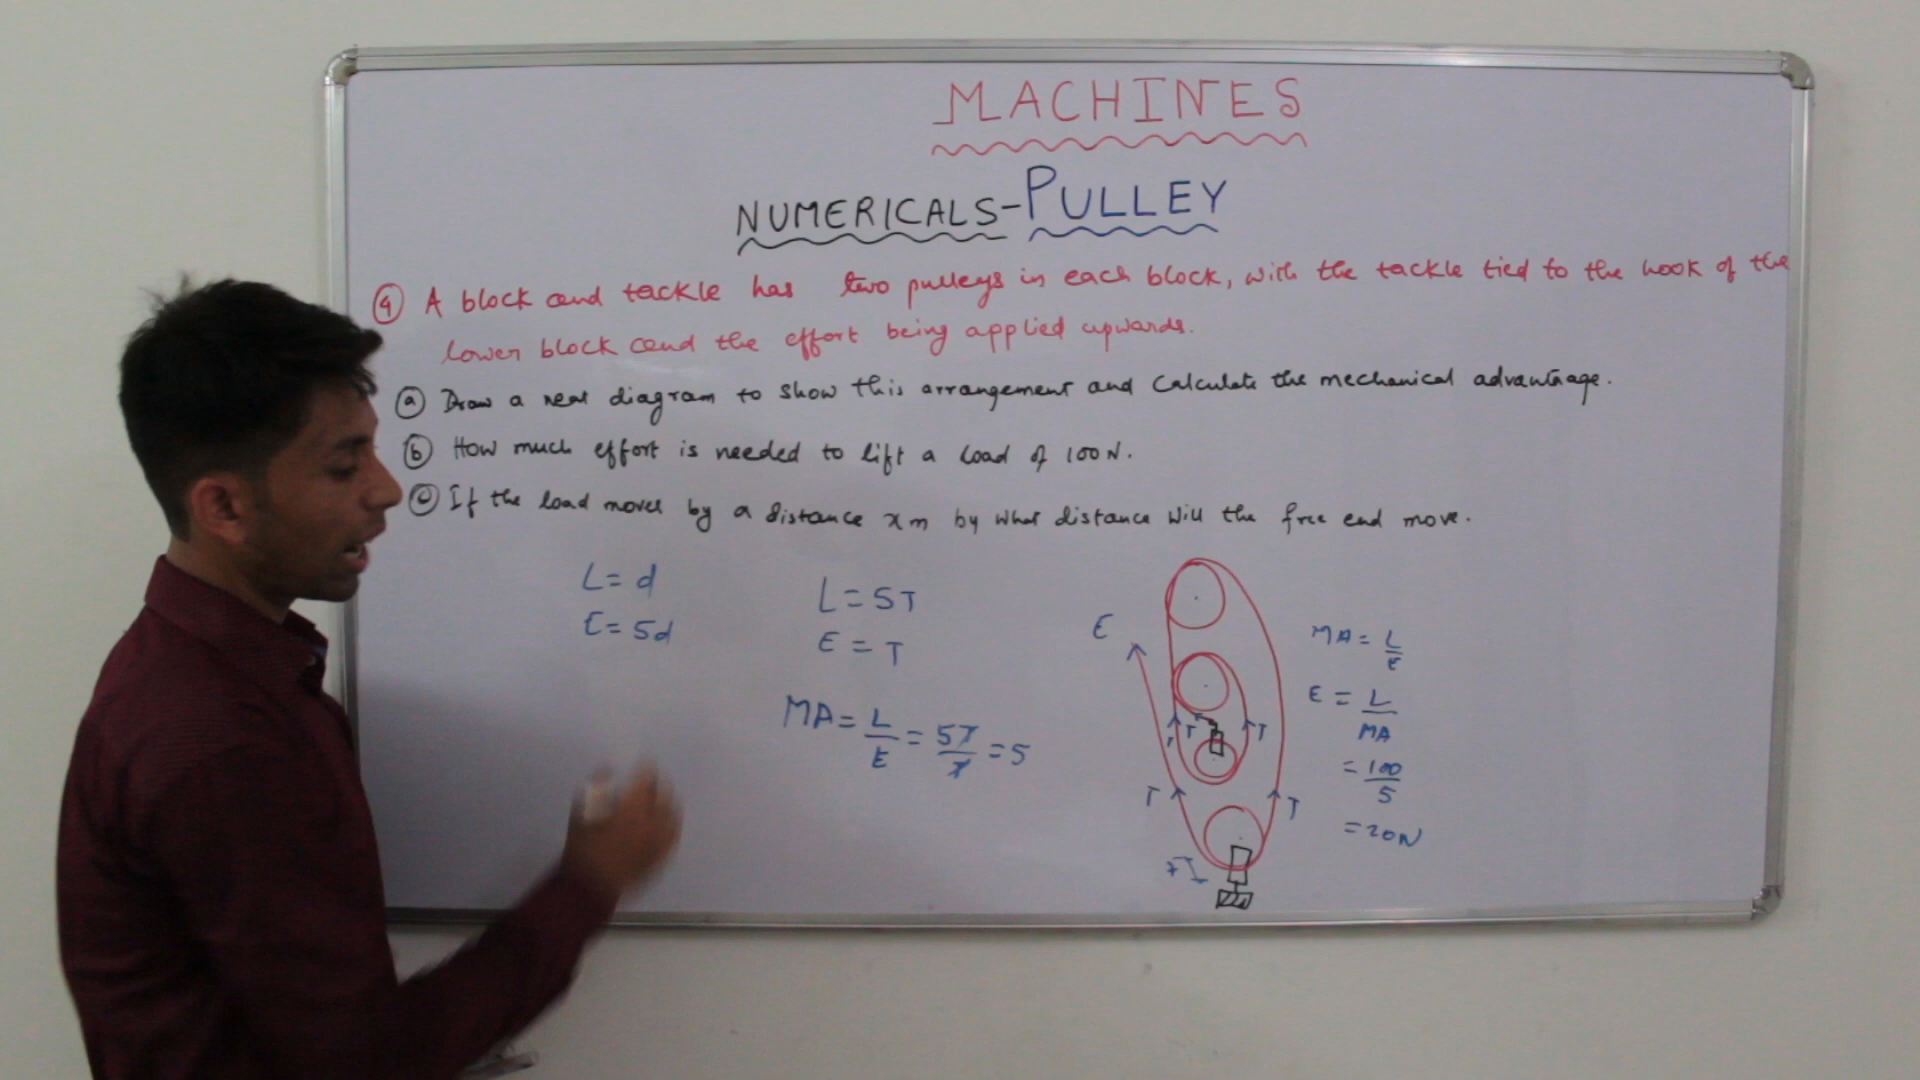 MACHINES
NUMERICALS-PULLEY
④ A block and tackle has two pulleys in each block, with the tackle tied to the hook of the
lower block and the effort being applied upwards.
ⓐ Draw a neat diagram to show this arrangement and Calculate the mechanical advantage.
ⓑ How much effort is needed to lift a load of 100N.
ⓒ If the load moves by a distance x m by what distance will the free end move.
L = d
E = 5d
L = 5T
E = T
MA = L/E = 5T/T = 5
E
T T T
T T
MA = L/E
E = L/MA
= 100/5
= 20N